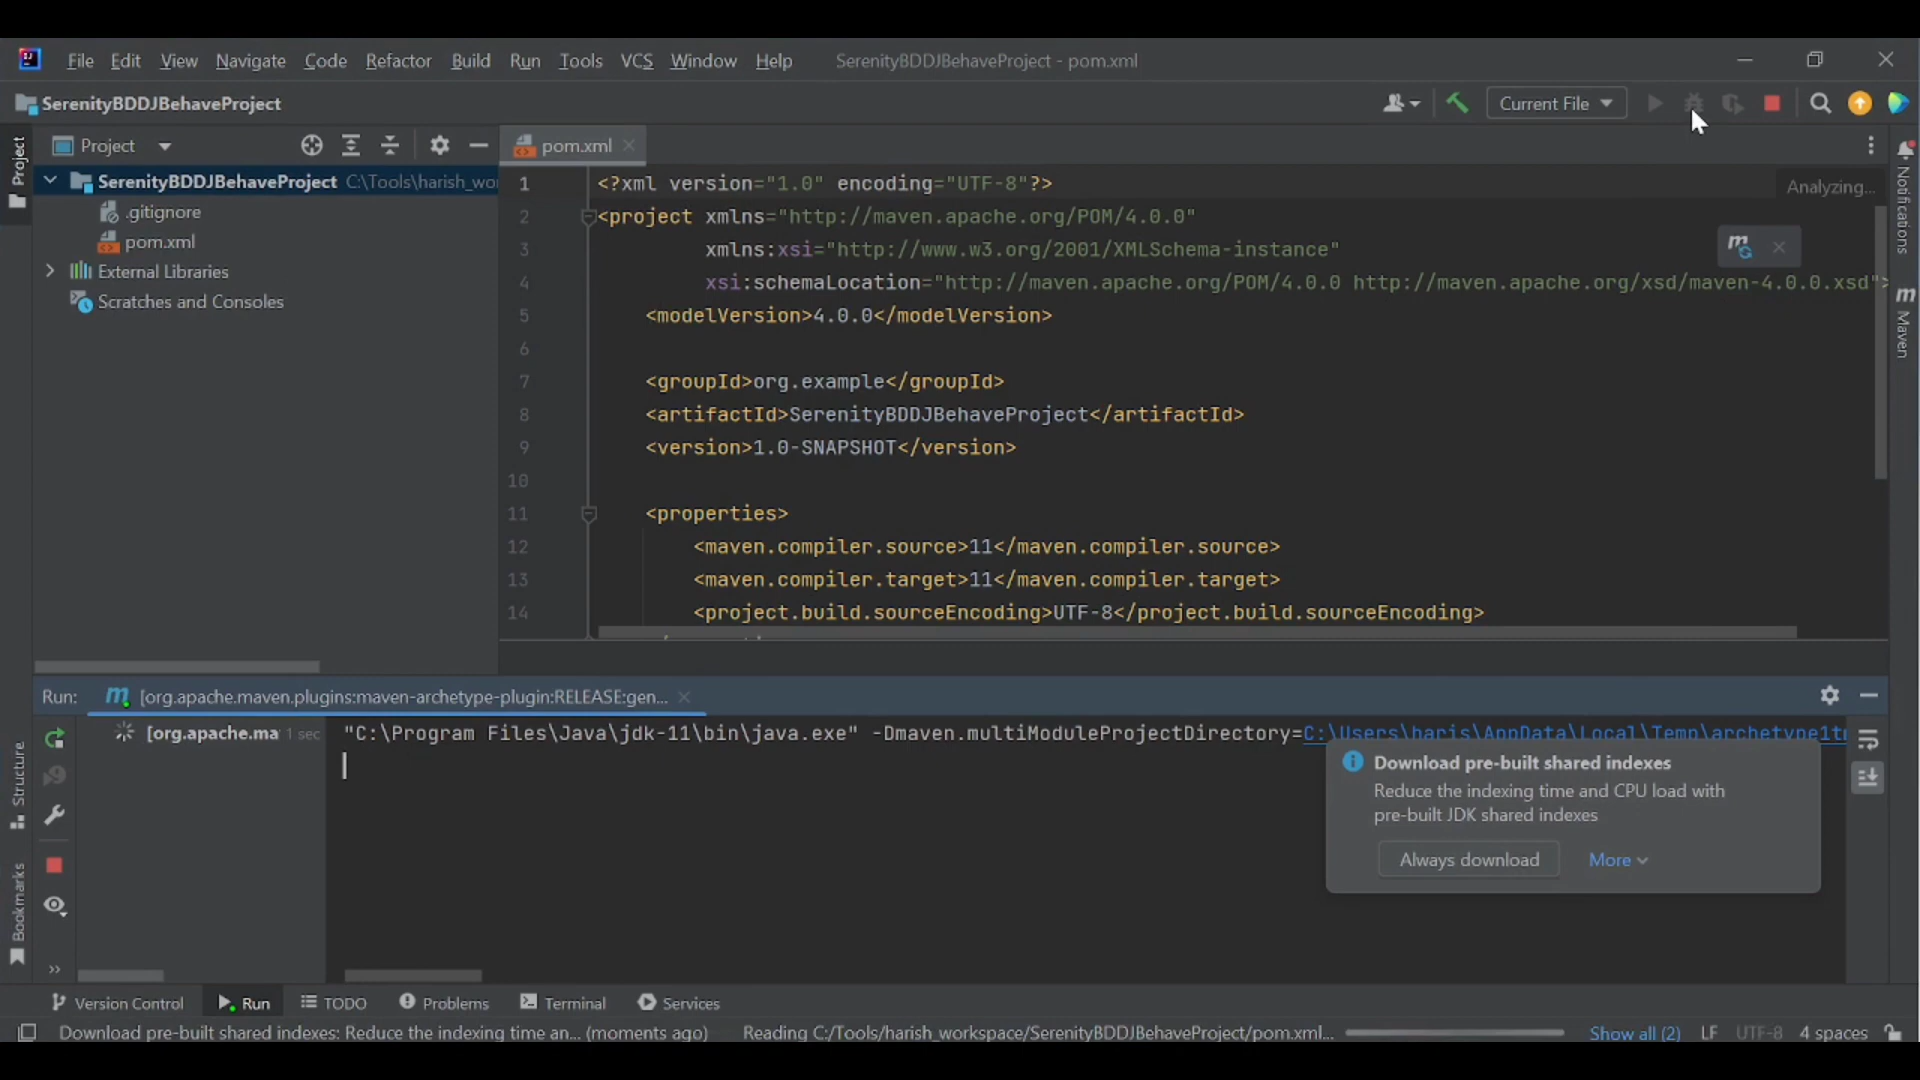 File Edit View Navigate Code Refactor Build Run Tools VCS Window Help SerenityBDDJBehaveProject - pom.xml
SerenityBDDJBehaveProject
Current File
Project
Project
pom.xml
SerenityBDDJBehaveProject C:\Tools\harish_wo
.gitignore
pom.xml
External Libraries
Scratches and Consoles
Analyzing...
1 <?xml version="1.0" encoding="UTF-8"?>
2 <project xmlns="http://maven.apache.org/POM/4.0.0"
3 xmlns:xsi="http://www.w3.org/2001/XMLSchema-instance"
4 xsi:schemaLocation="http://maven.apache.org/POM/4.0.0 http://maven.apache.org/xsd/maven-4.0.0.xsd">
5 <modelVersion>4.0.0</modelVersion>
6
7 <groupId>org.example</groupId>
8 <artifactId>SerenityBDDJBehaveProject</artifactId>
9 <version>1.0-SNAPSHOT</version>
10
11 <properties>
12 <maven.compiler.source>11</maven.compiler.source>
13 <maven.compiler.target>11</maven.compiler.target>
14 <project.build.sourceEncoding>UTF-8</project.build.sourceEncoding>
Notifications
Maven
Run: [org.apache.maven.plugins:maven-archetype-plugin:RELEASE:gen...
[org.apache.ma 1 sec
"C:\Program Files\Java\jdk-11\bin\java.exe" -Dmaven.multiModuleProjectDirectory=C:\Users\haris\AppData\Local\Temp\archetype1t
Download pre-built shared indexes
Reduce the indexing time and CPU load with
pre-built JDK shared indexes
Always download More
Structure
Bookmarks
Version Control Run TODO Problems Terminal Services
Download pre-built shared indexes: Reduce the indexing time an... (moments ago) Reading C:/Tools/harish_workspace/SerenityBDDJBehaveProject/pom.xml... Show all (2) LF UTF-8 4 spaces